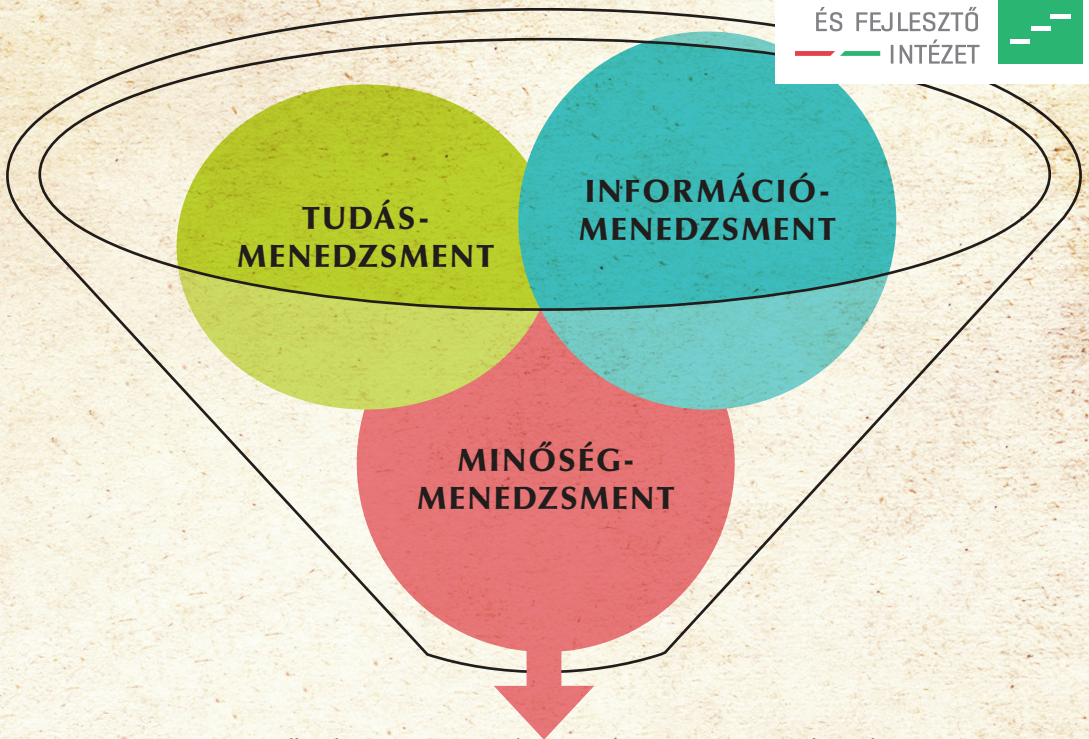 ÉS FEJLESZTŐ
INTÉZET
TUDÁS-
MENEDZSMENT
INFORMÁCIÓ-
MENEDZSMENT
MINŐSÉG-
MENEDZSMENT